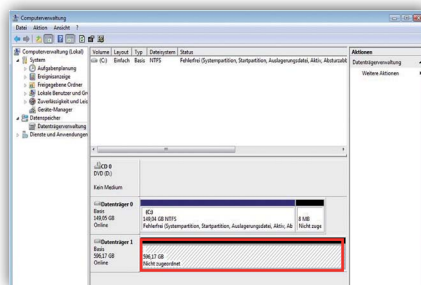 Computerverwaltung
Datei Aktion Ansicht ?
Computerverwaltung (Lokal)
System
Aufgabenplanung
Ereignisanzeige
Freigegebene Ordner
Lokale Benutzer und Gr
Zuverlässigkeit und Leis
Geräte-Manager
Datenspeicher
Datenträgerverwaltung
Dienste und Anwendungen
Volume Layout Typ Dateisystem Status
(C:) Einfach Basis NTFS Fehlerfrei (Systempartition, Startpartition, Auslagerungsdatei, Aktiv, Absturzabb
CD 0
DVD (D:)
Kein Medium
Datenträger 0
Basis
149,05 GB
Online
(C:)
149,04 GB NTFS
Fehlerfrei (Systempartition, Startpartition, Auslagerungsdatei, Aktiv, Ab
8 MB
Nicht zuge
Datenträger 1
Basis
596,17 GB
Online
596,17 GB
Nicht zugeordnet
Aktionen
Datenträgerverwaltung
Weitere Aktionen